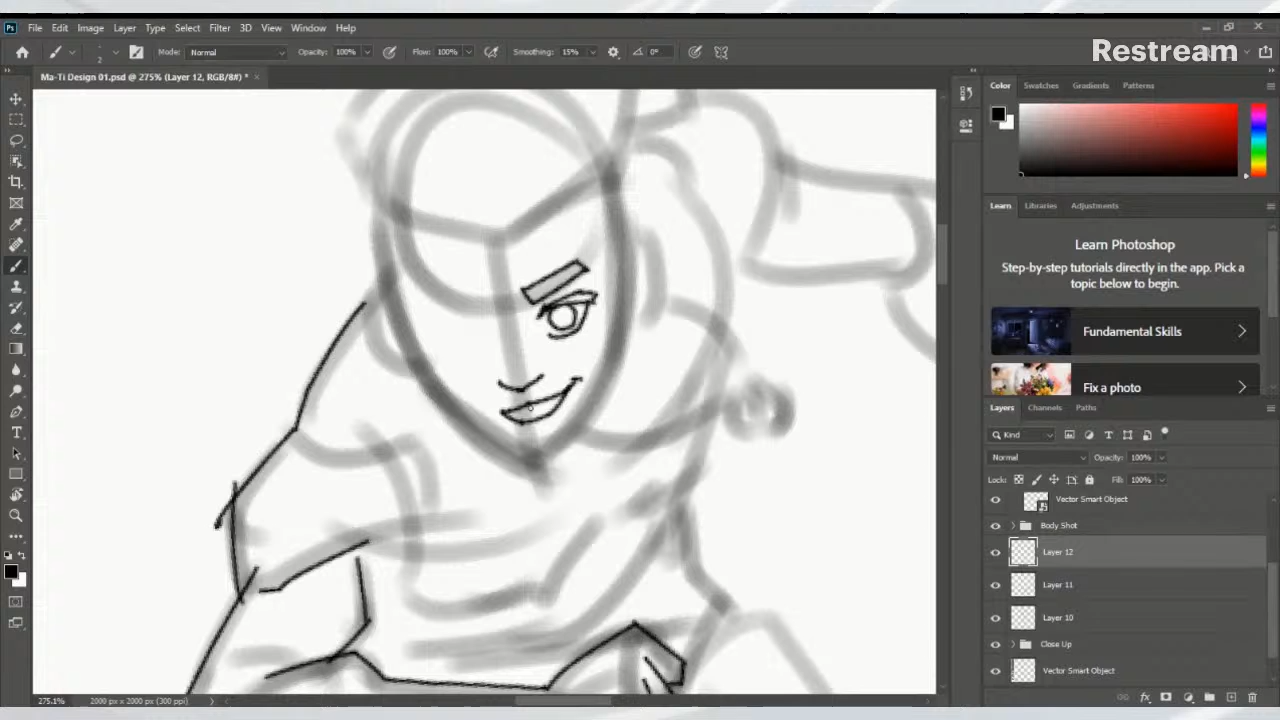 Ps File Edit Image Layer Type Select Filter 3D View Window Help
Restream
2 Mode: Normal Opacity: 100% Flow: 100% Smoothing: 15% 0°
Ma-Ti Design 01.psd @ 275% (Layer 12, RGB/8#) *
Color Swatches Gradients Patterns
Learn Libraries Adjustments
Learn Photoshop
Step-by-step tutorials directly in the app. Pick a
topic below to begin.
Fundamental Skills
Fix a photo
Layers Channels Paths
Kind
Normal Opacity: 100%
Lock: Fill: 100%
Vector Smart Object
Body Shot
Layer 12
Layer 11
Layer 10
Close Up
Vector Smart Object
275.1% 2000 px x 2000 px (300 ppi)